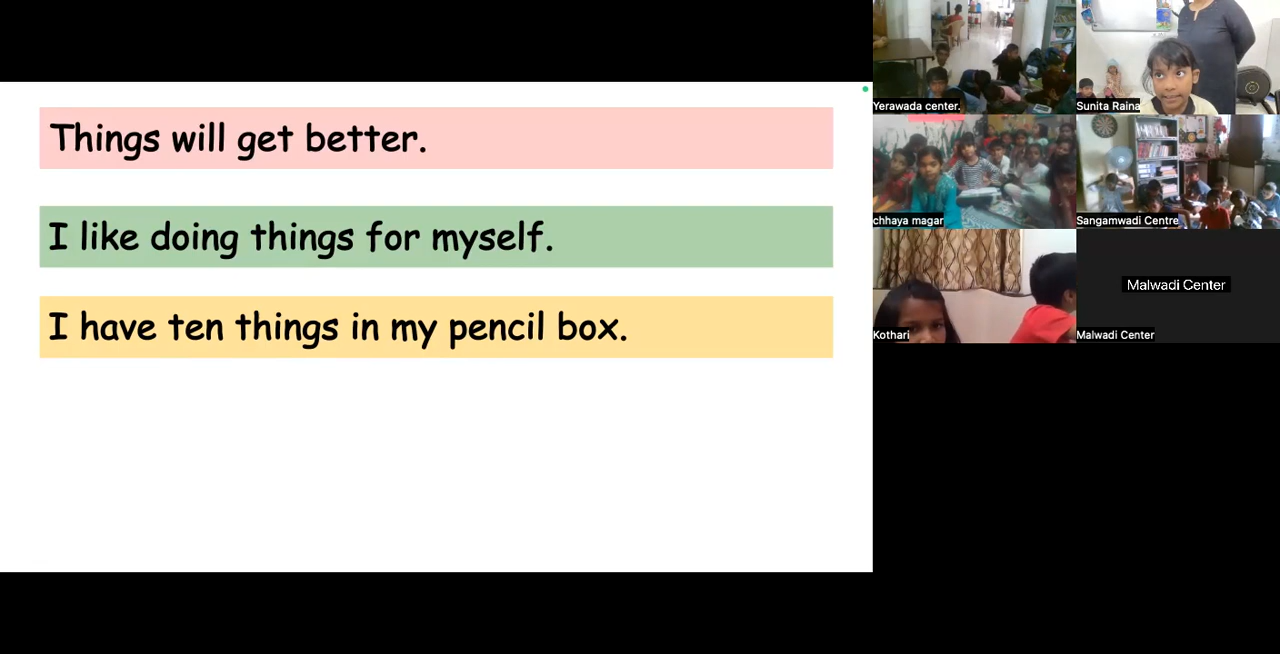 Things will get better.
I like doing things for myself.
I have ten things in my pencil box.
Yerawada center.
Sunita Raina
chhaya magar
Sangamwadi Centre
Kothari
Malwadi Center
Malwadi Center